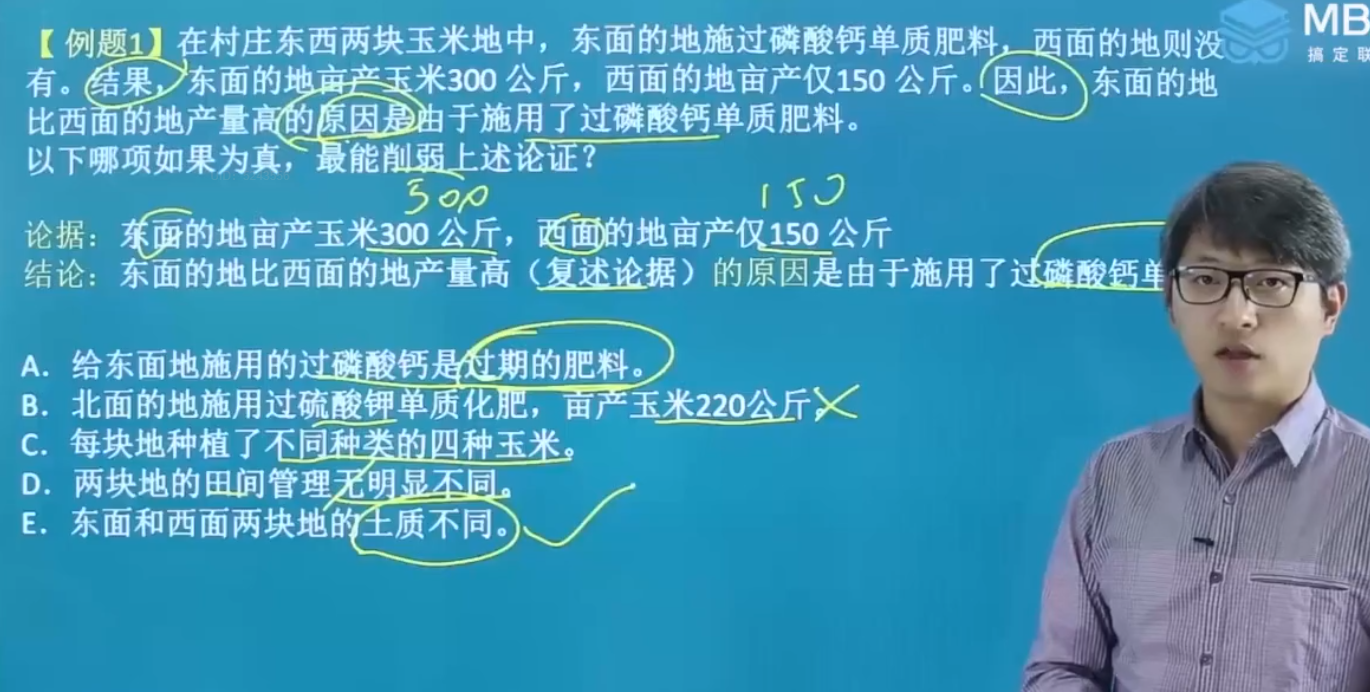 【例题1】在村庄东西两块玉米地中，东面的地施过磷酸钙单质肥料，西面的地则没
有。结果，东面的地亩产玉米300 公斤，西面的地亩产仅150 公斤。因此，东面的地
比西面的地产量高的原因是由于施用了过磷酸钙单质肥料。
以下哪项如果为真，最能削弱上述论证？
300
150
论据：东面的地亩产玉米300 公斤，西面的地亩产仅150 公斤
结论：东面的地比西面的地产量高（复述论据）的原因是由于施用了过磷酸钙单
A. 给东面地施用的过磷酸钙是过期的肥料。
B. 北面的地施用过硫酸钾单质化肥，亩产玉米220公斤。
C. 每块地种植了不同种类的四种玉米。
D. 两块地的田间管理无明显不同。
E. 东面和西面两块地的土质不同。
MB
搞定联